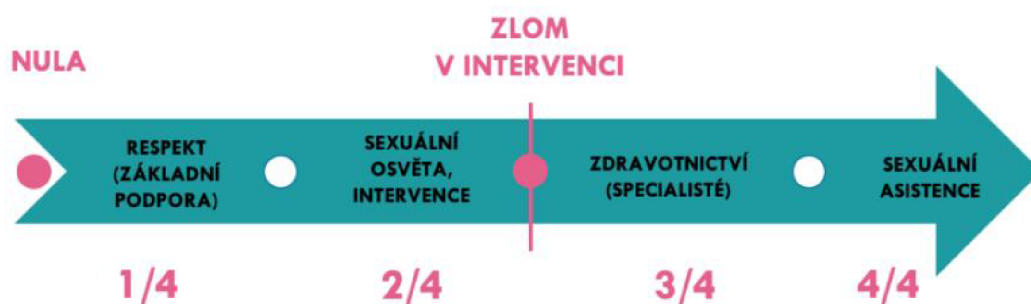 NULA
ZLOM
V INTERVENCI
RESPEKT
(ZÁKLADNÍ
PODPORA)
SEXUÁLNÍ
OSVĚTA,
INTERVENCE
ZDRAVOTNICTVÍ
(SPECIALISTÉ)
SEXUÁLNÍ
ASISTENCE
1/4
2/4
3/4
4/4